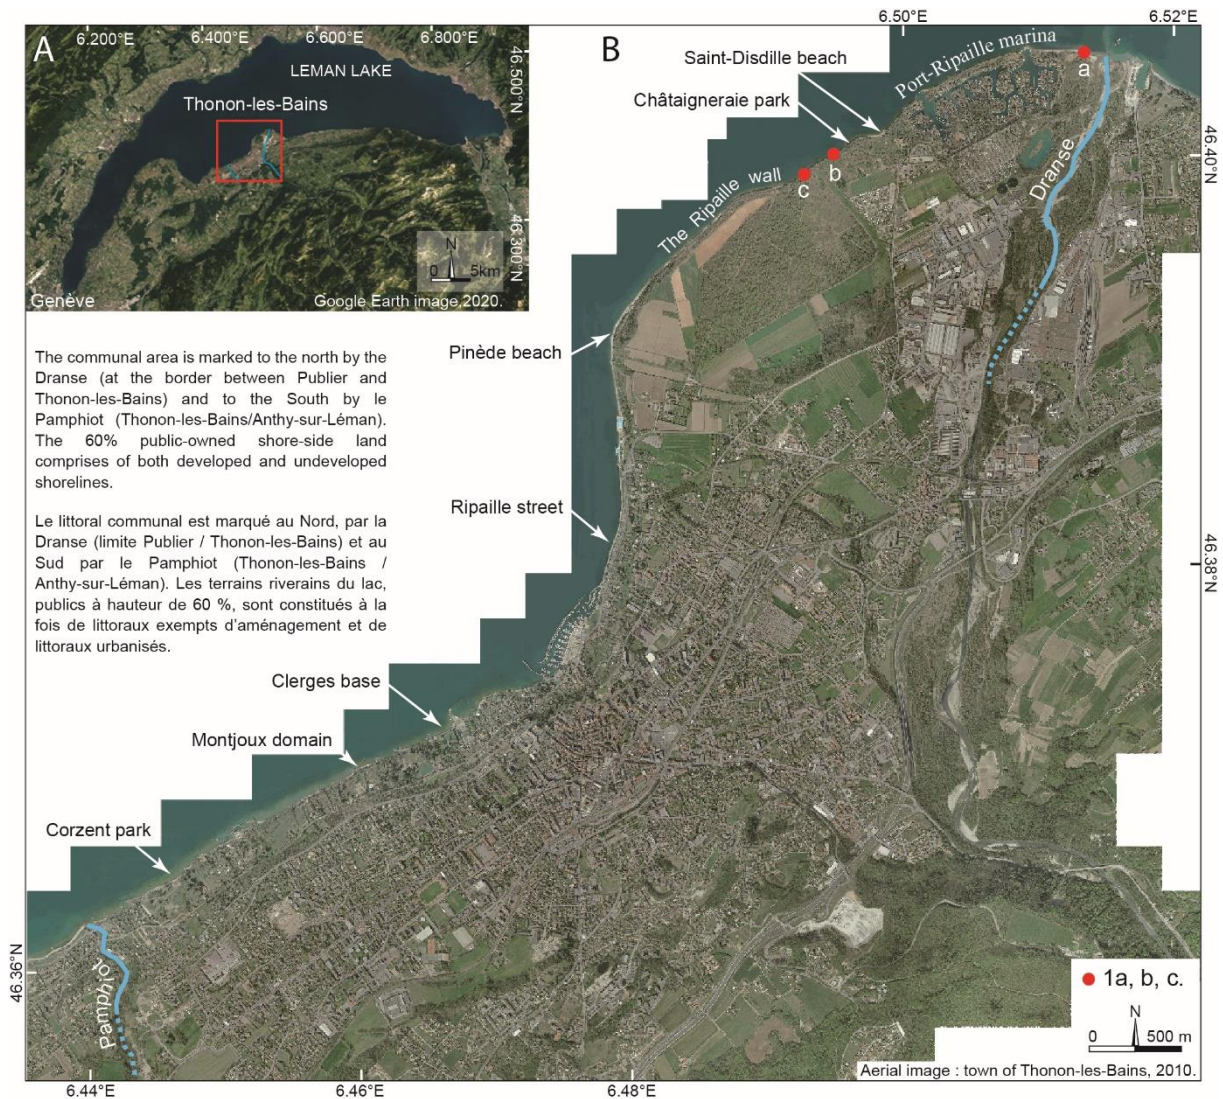 A
6.200°E
6.400°E
6.600°E
6.800°E
46.500°N
46.300°N
LEMAN LAKE
Thonon-les-Bains
N
0 5km
Genève
Google Earth image,2020.
The communal area is marked to the north by the
Dranse (at the border between Publier and
Thonon-les-Bains) and to the South by le
Pamphiot (Thonon-les-Bains/Anthy-sur-Léman).
The 60% public-owned shore-side land
comprises of both developed and undeveloped
shorelines.
Le littoral communal est marqué au Nord, par la
Dranse (limite Publier / Thonon-les-Bains) et au
Sud par le Pamphiot (Thonon-les-Bains /
Anthy-sur-Léman). Les terrains riverains du lac,
publics à hauteur de 60 %, sont constitués à la
fois de littoraux exempts d'aménagement et de
littoraux urbanisés.
B
6.50°E
6.52°E
Saint-Disdille beach
Port-Ripaille marina
a
Châtaigneraie park
46.40°N
b
c
The Ripaille wall
Dranse
Pinède beach
Ripaille street
46.38°N
Clerges base
Montjoux domain
Corzent park
46.36°N
Pamphiot
1a, b, c.
N
0 500 m
Aerial image : town of Thonon-les-Bains, 2010.
6.44°E
6.46°E
6.48°E